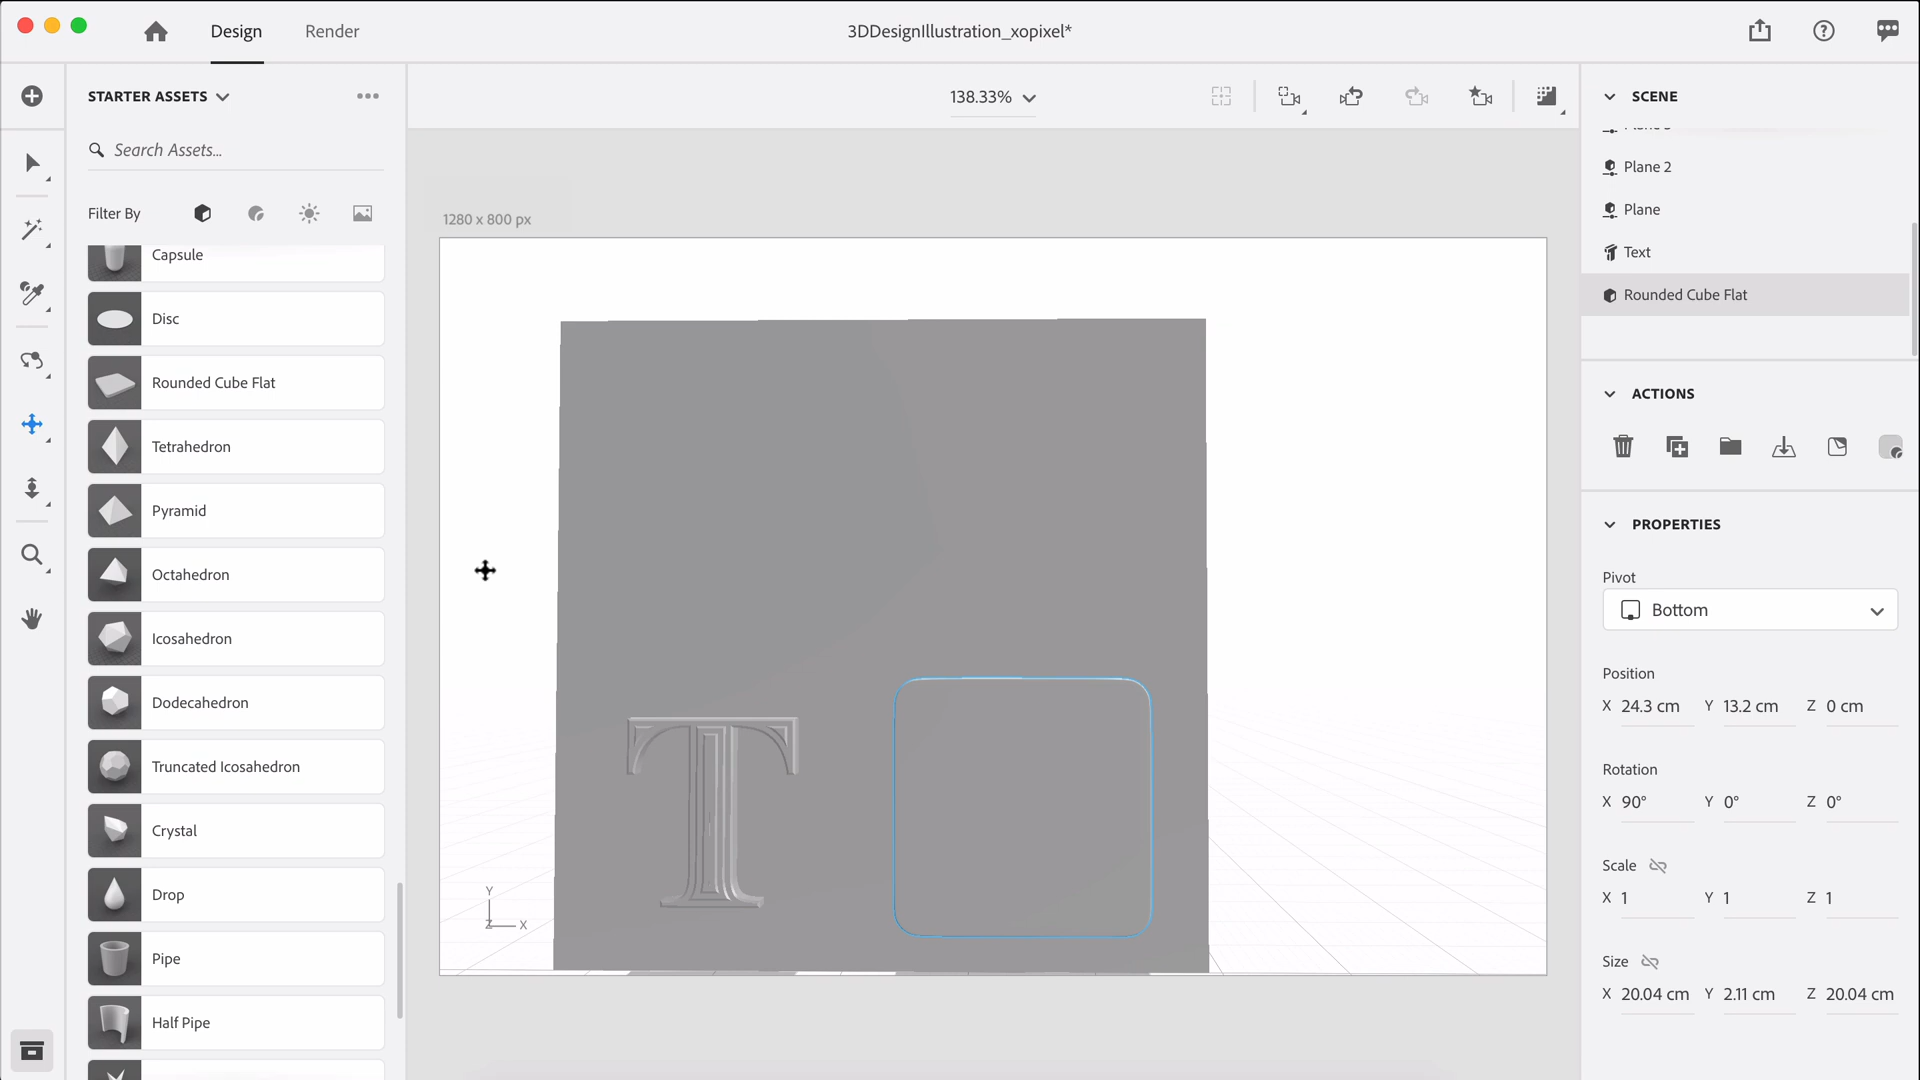 Design
Render
3DDesignIllustration_xopixel*
STARTER ASSETS
Search Assets...
Filter By
Capsule
Disc
Rounded Cube Flat
Tetrahedron
Pyramid
Octahedron
Icosahedron
Dodecahedron
Truncated Icosahedron
Crystal
Drop
Pipe
Half Pipe
138.33%
1280 x 800 px
T
Y
Z
X
SCENE
Plane 2
Plane
Text
Rounded Cube Flat
ACTIONS
PROPERTIES
Pivot
Bottom
Position
X 24.3 cm Y 13.2 cm Z 0 cm
Rotation
X 90° Y 0° Z 0°
Scale
X 1 Y 1 Z 1
Size
X 20.04 cm Y 2.11 cm Z 20.04 cm